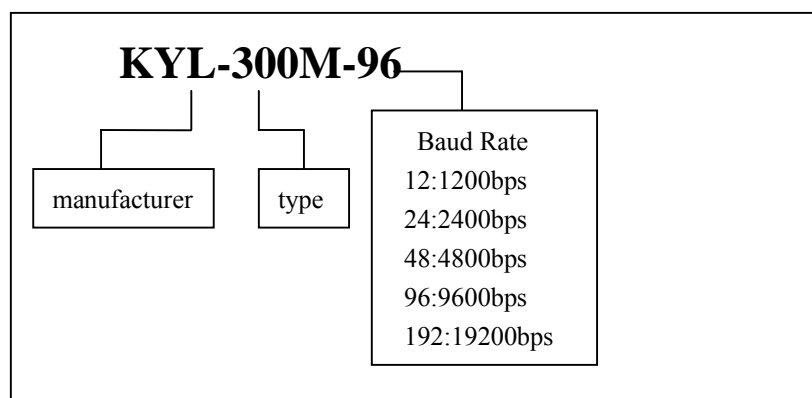 KYL-300M-96
manufacturer
type
Baud Rate
12:1200bps
24:2400bps
48:4800bps
96:9600bps
192:19200bps